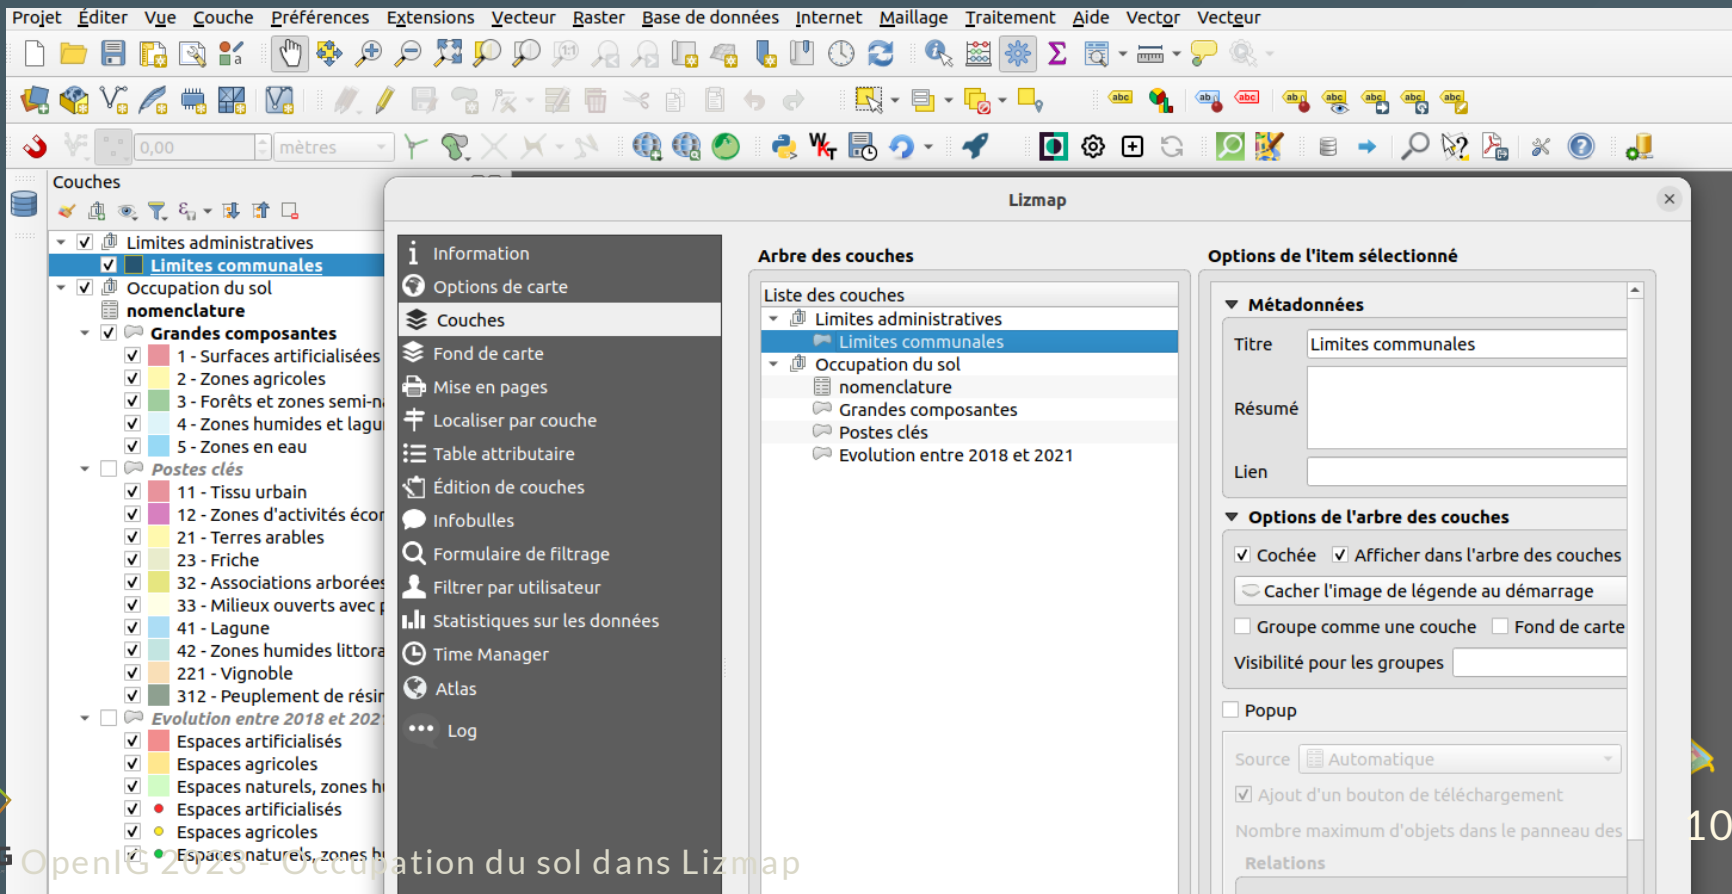 Projet Éditer Vue Couche Préférences Extensions Vecteur Raster Base de données Internet Maillage Traitement Aide Vector Vecteur
0,00 mètres
Couches
Limites administratives
Limites communales
Occupation du sol
nomenclature
Grandes composantes
1 - Surfaces artificialisées
2 - Zones agricoles
3 - Forêts et zones semi-na
4 - Zones humides et lagu
5 - Zones en eau
Postes clés
11 - Tissu urbain
12 - Zones d'activités écor
21 - Terres arables
23 - Friche
32 - Associations arborées
33 - Milieux ouverts avec p
41 - Lagune
42 - Zones humides littora
221 - Vignoble
312 - Peuplement de résir
Evolution entre 2018 et 202
Espaces artificialisés
Espaces agricoles
Espaces naturels, zones h
Espaces artificialisés
Espaces agricoles
Espaces naturels, zones h
Lizmap
Information
Options de carte
Couches
Fond de carte
Mise en pages
Localiser par couche
Table attributaire
Édition de couches
Infobulles
Formulaire de filtrage
Filtrer par utilisateur
Statistiques sur les données
Time Manager
Atlas
Log
Arbre des couches
Liste des couches
Limites administratives
Limites communales
Occupation du sol
nomenclature
Grandes composantes
Postes clés
Evolution entre 2018 et 2021
Options de l'item sélectionné
Métadonnées
Titre Limites communales
Résumé
Lien
Options de l'arbre des couches
Cochée Afficher dans l'arbre des couches
Cacher l'image de légende au démarrage
Groupe comme une couche Fond de carte
Visibilité pour les groupes
Popup
Source Automatique
Ajout d'un bouton de téléchargement
Nombre maximum d'objets dans le panneau des
Relations
OpenIG 2023 - Occupation du sol dans Lizmap
10